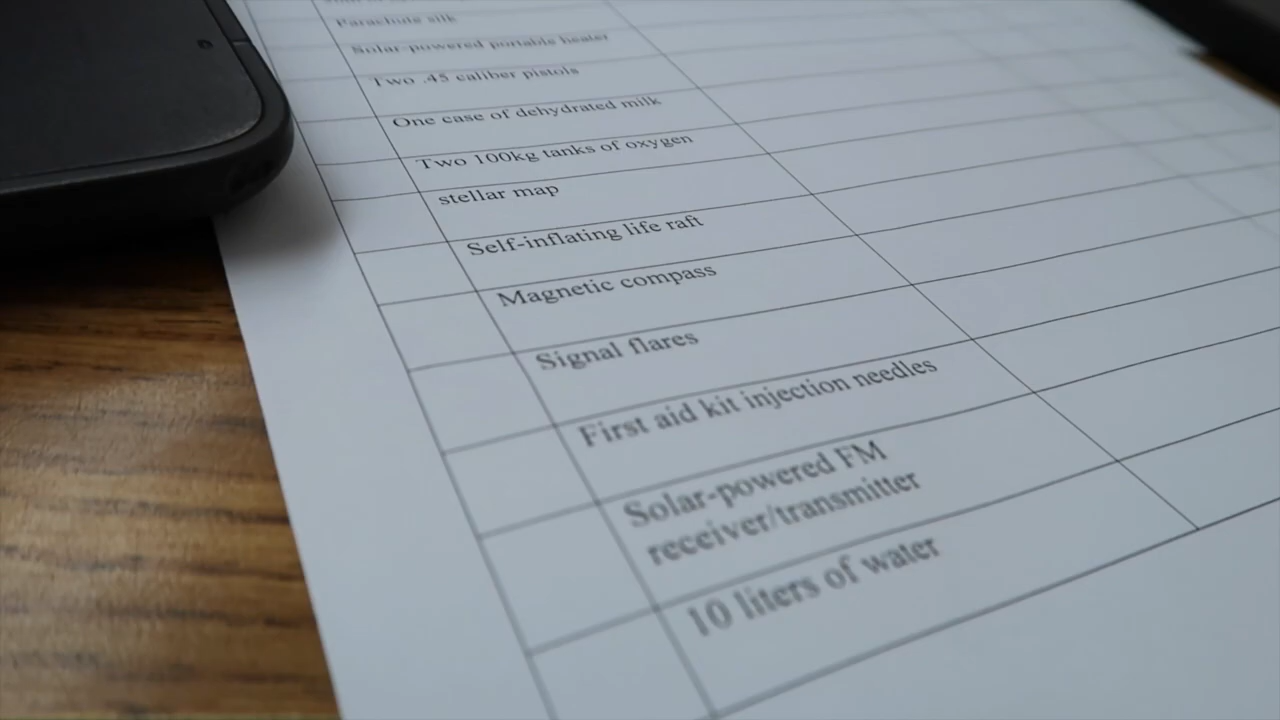 Parachute silk
Solar-powered portable heater
Two .45 caliber pistols
One case of dehydrated milk
Two 100kg tanks of oxygen
stellar map
Self-inflating life raft
Magnetic compass
Signal flares
First aid kit injection needles
Solar-powered FM
receiver/transmitter
10 liters of water